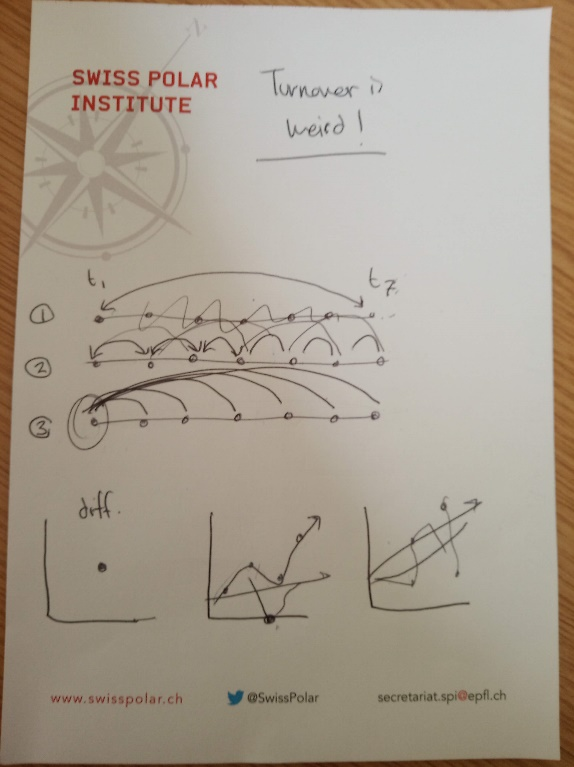 SWISS POLAR
INSTITUTE
Turnover is
weird!
t₁
t₇
①
②
③
diff.
www.swisspolar.ch
@SwissPolar
secretariat.spi@epfl.ch